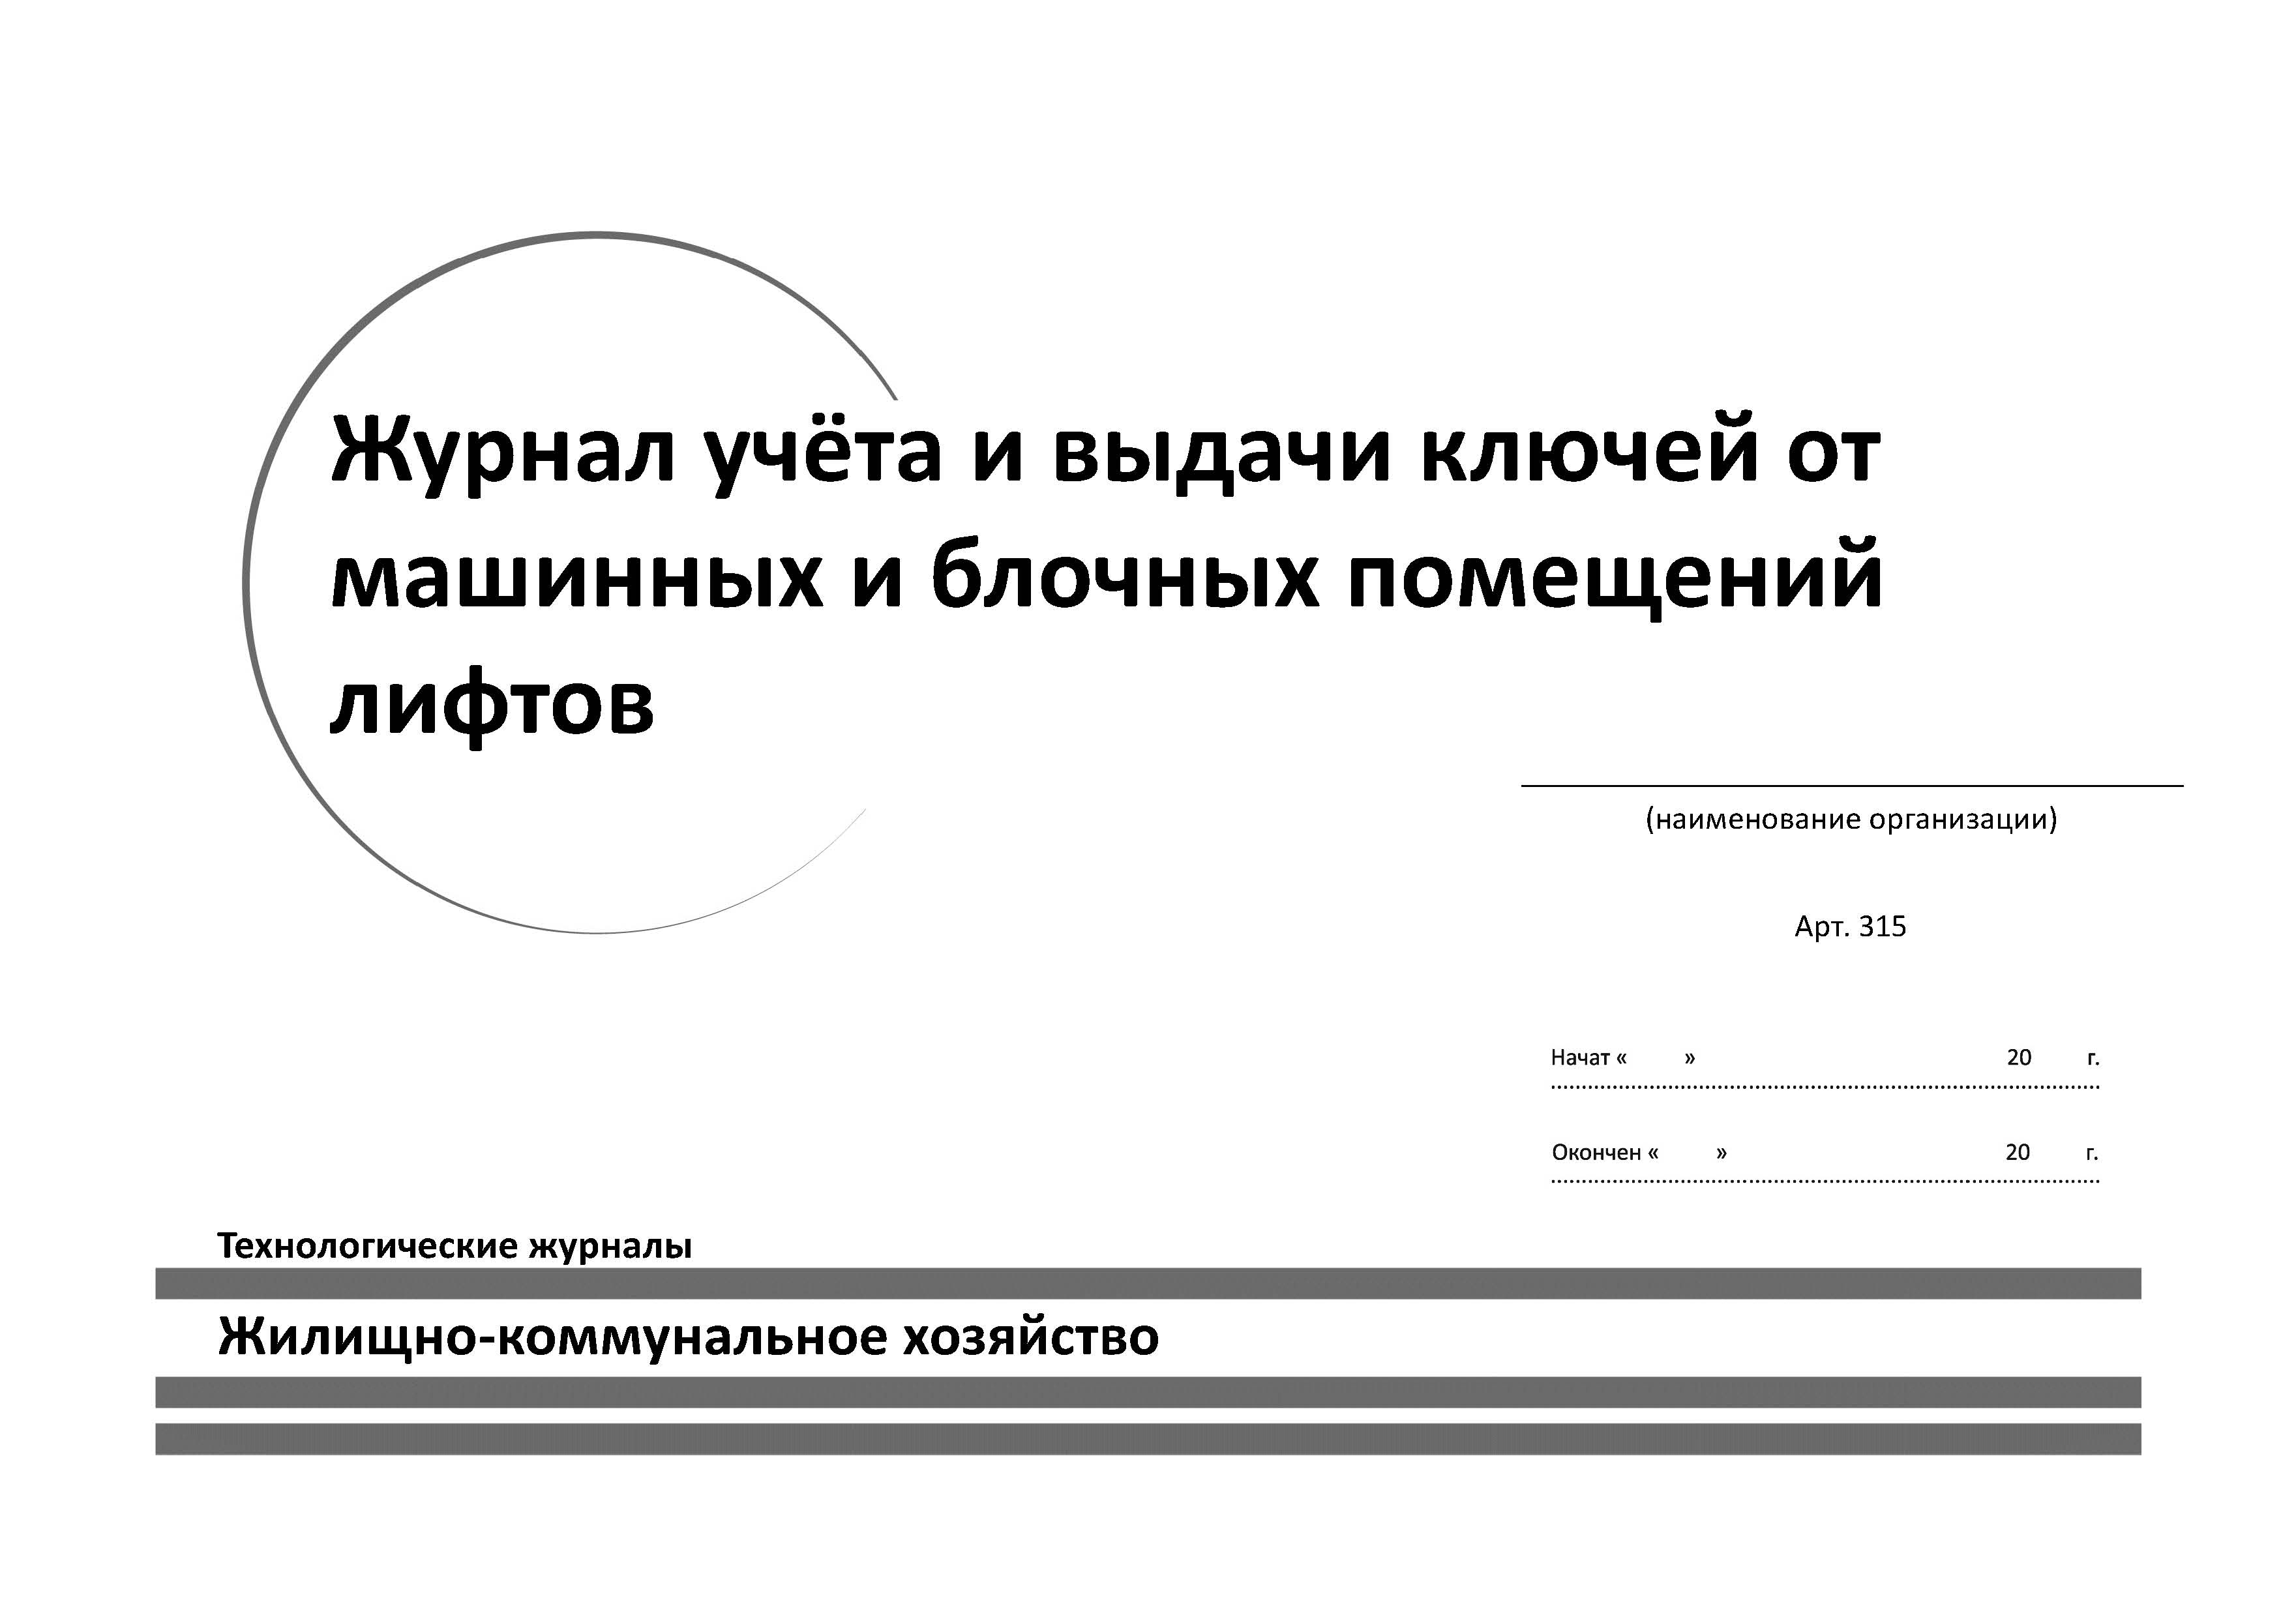 Журнал учёта и выдачи ключей от
машинных и блочных помещений
лифтов
(наименование организации)
Арт. 315
Начат « » 20 г.
Окончен « » 20 г.
Технологические журналы
Жилищно-коммунальное хозяйство